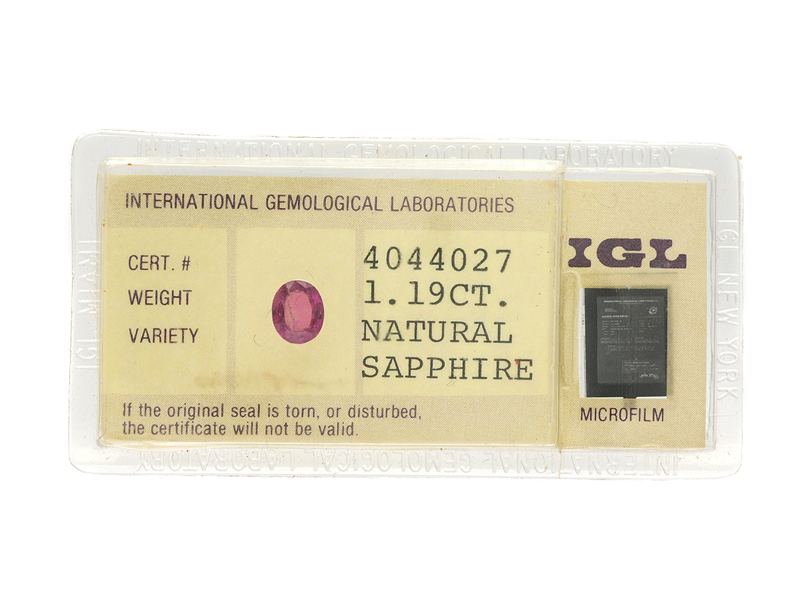 INTERNATIONAL GEMOLOGICAL LABORATORY
INTERNATIONAL GEMOLOGICAL LABORATORIES
IGL
CERT. # 4044027
WEIGHT 1.19CT.
VARIETY NATURAL
SAPPHIRE
If the original seal is torn, or disturbed,
the certificate will not be valid.
MICROFILM
IGL MIAMI
IGL NEW YORK
INTERNATIONAL GEMOLOGICAL LABORATORY